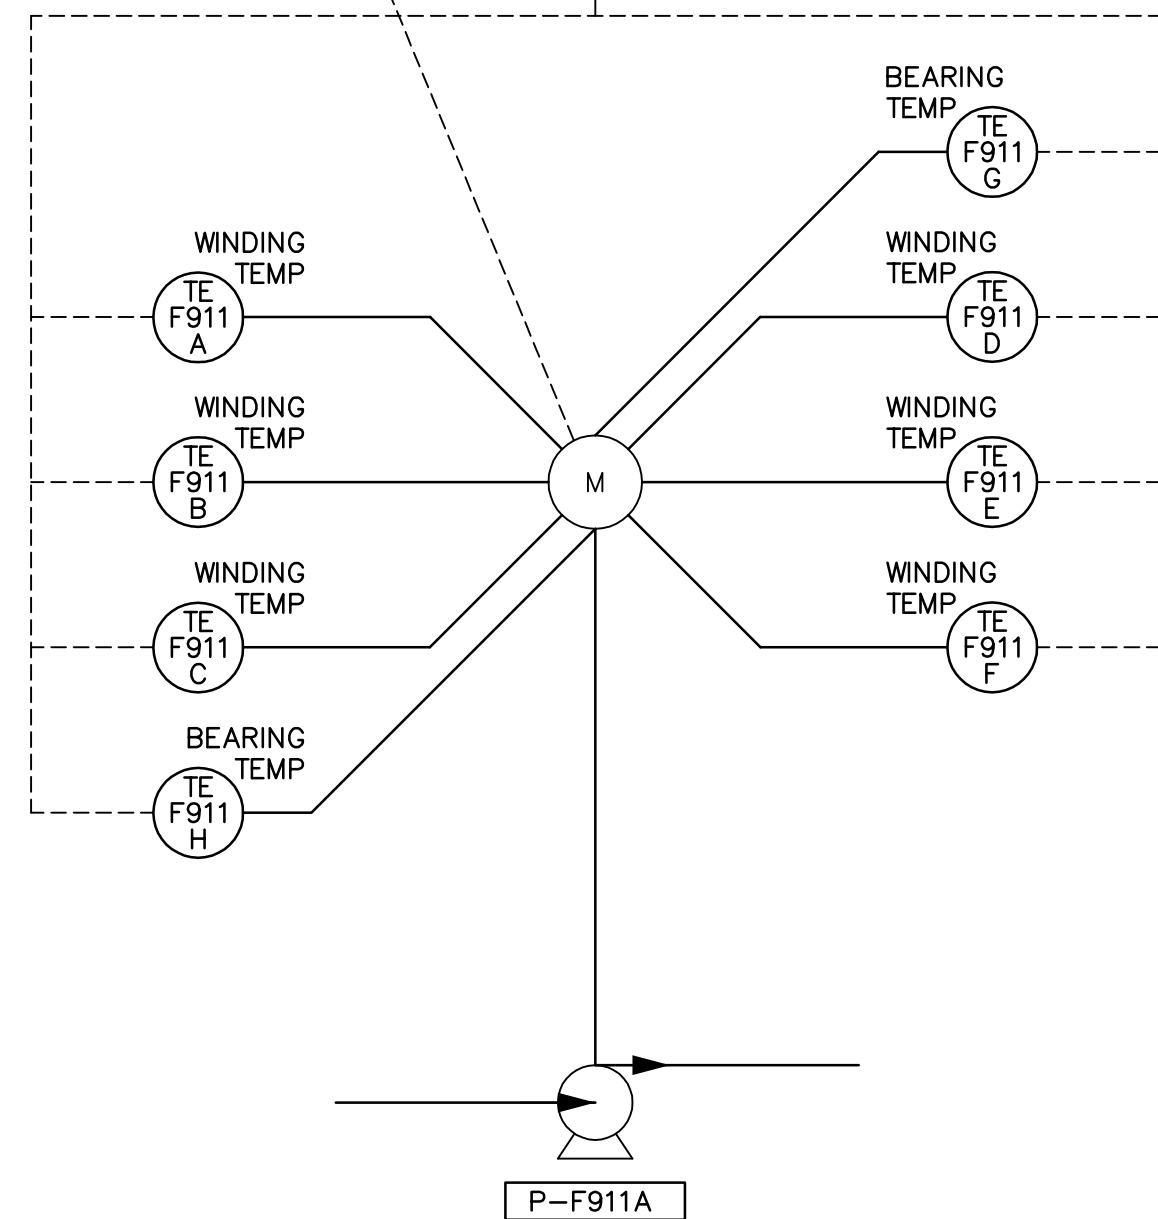 BEARING
TEMP
TE
F911
G
WINDING
TEMP
TE
F911
A
WINDING
TEMP
TE
F911
D
WINDING
TEMP
TE
F911
B
M
WINDING
TEMP
TE
F911
E
WINDING
TEMP
TE
F911
C
WINDING
TEMP
TE
F911
F
BEARING
TEMP
TE
F911
H
P-F911A